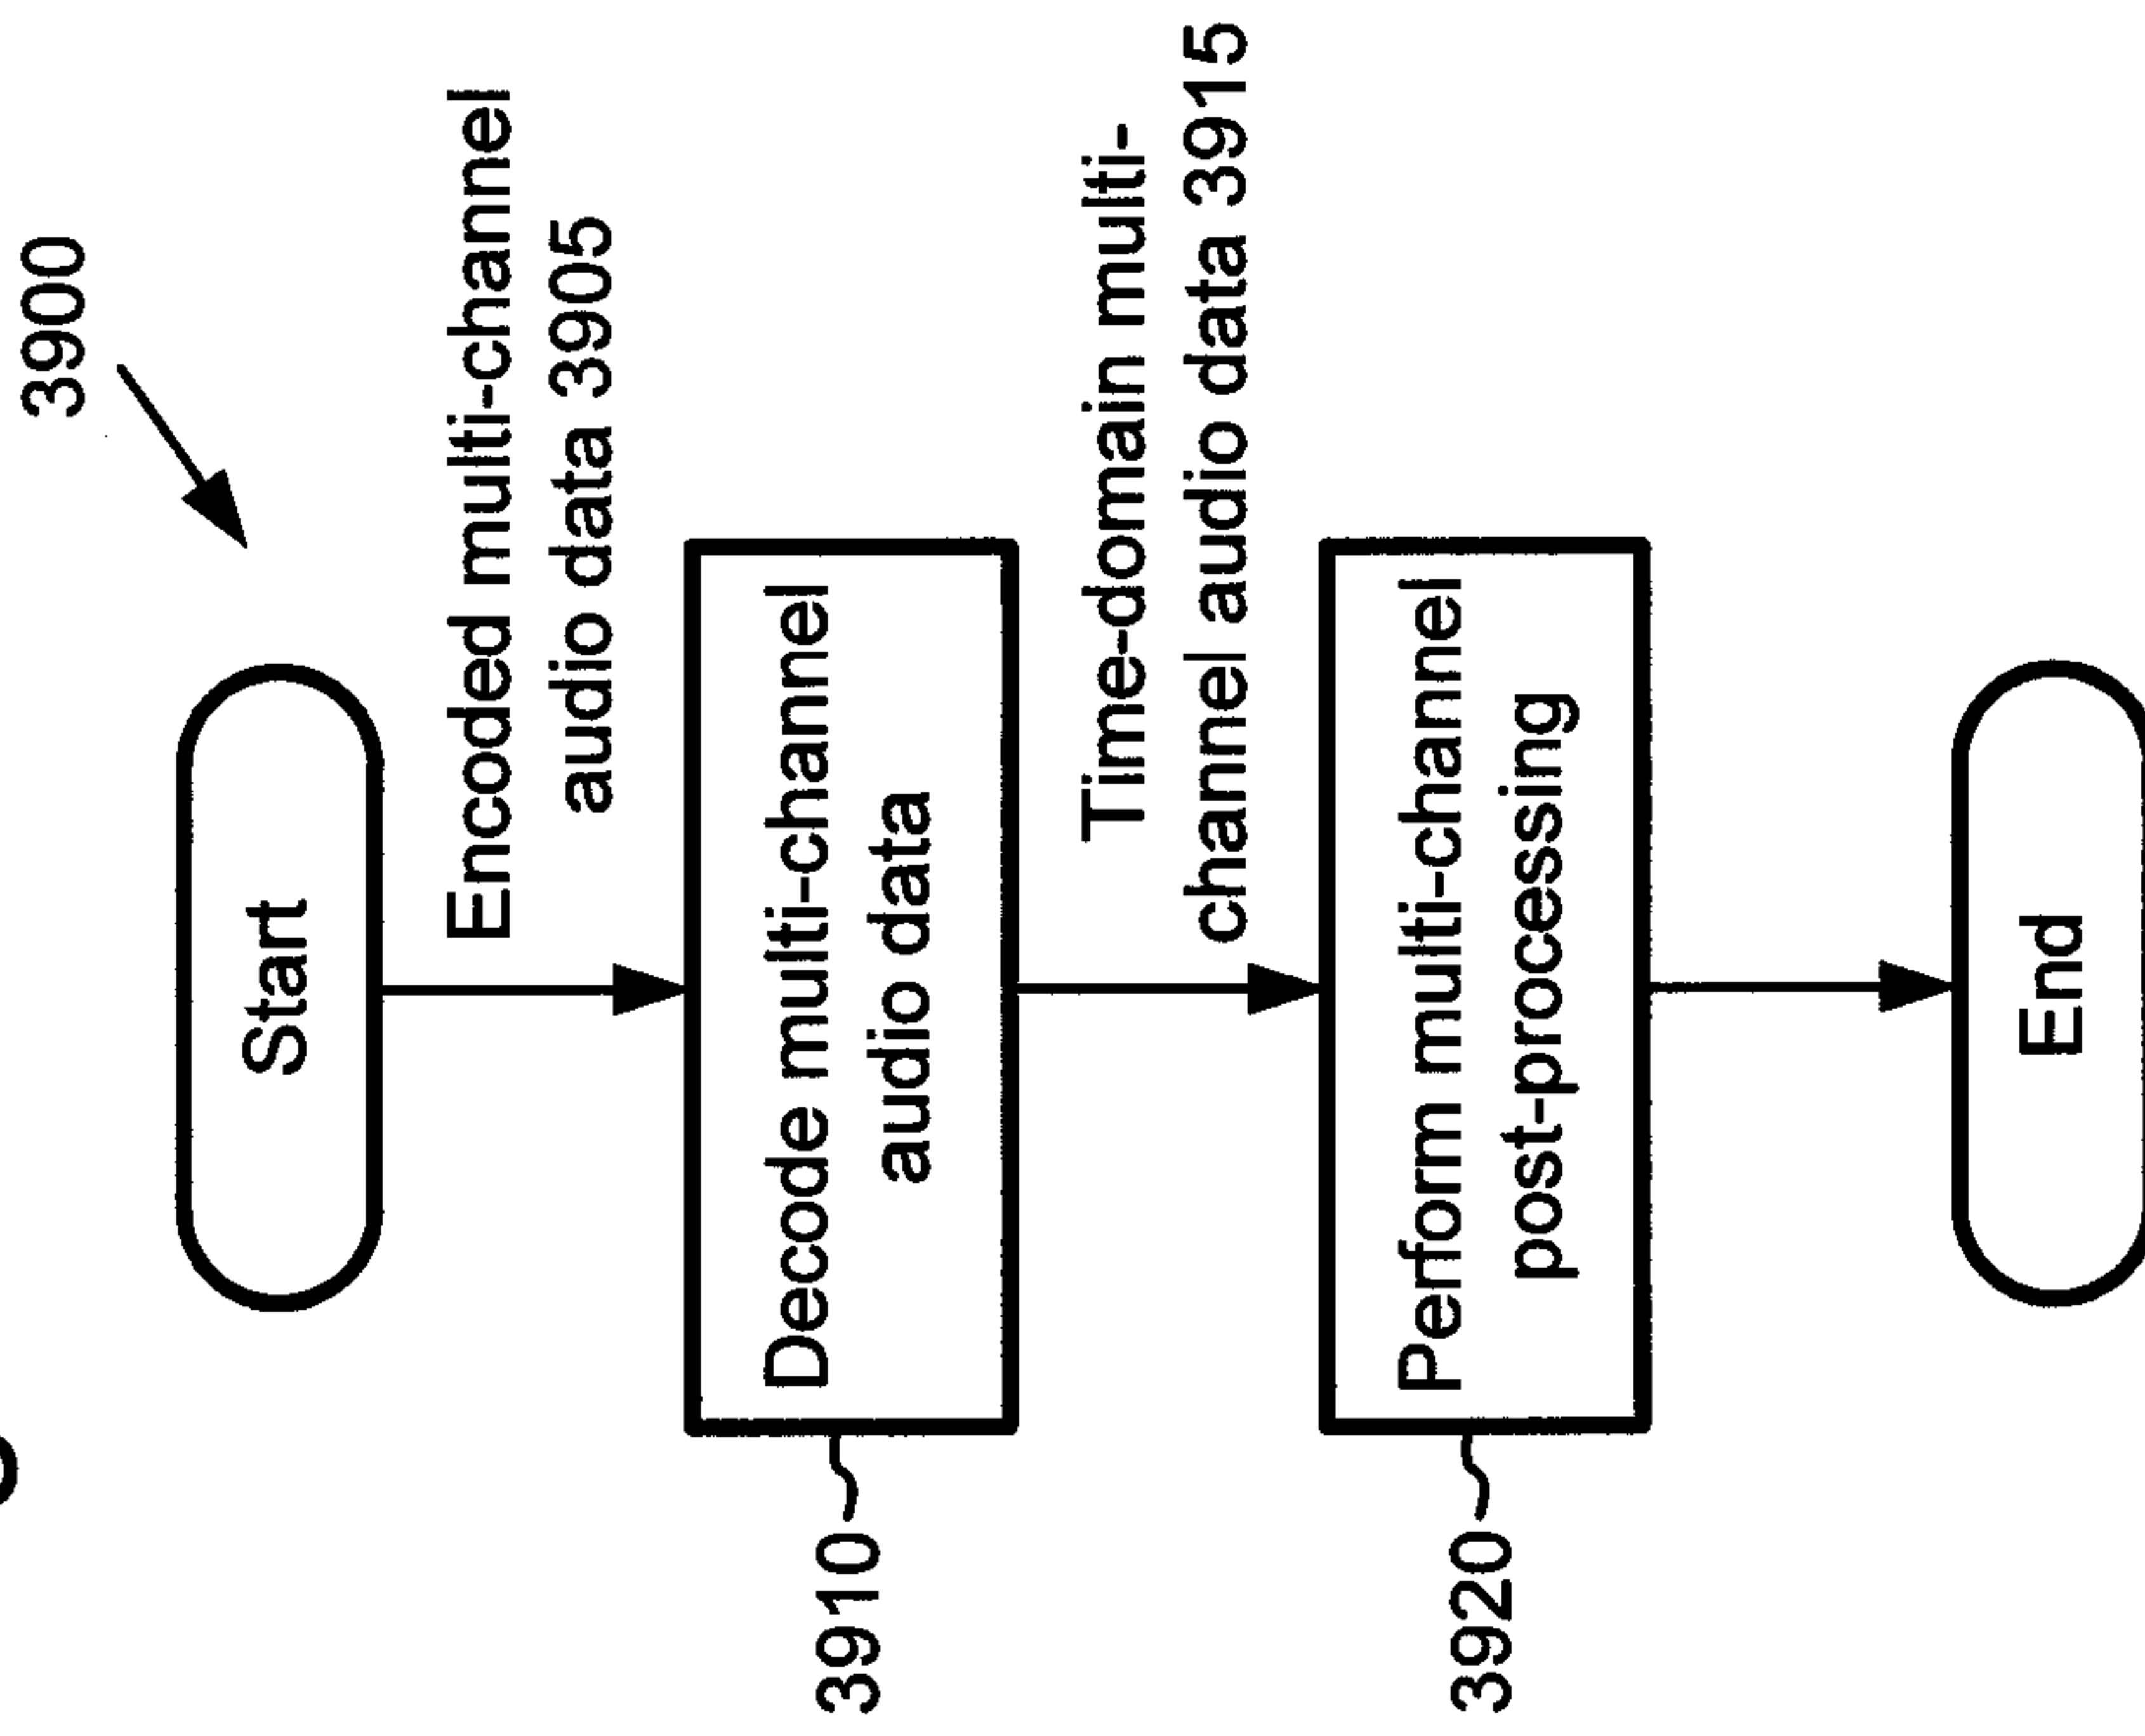 3900
Start
Encoded multi-channel
audio data 3905
Decode multi-channel
audio data
3910
Time-domain multi-
channel audio data 3915
Perform multi-channel
post-processing
3920
End